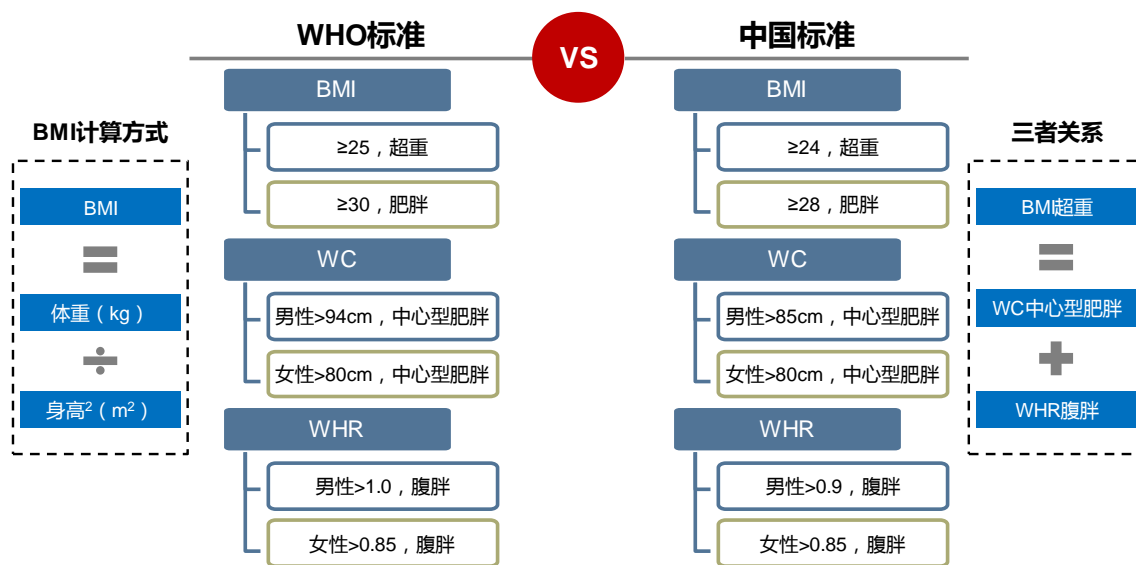 WHO标准
VS
中国标准
BMI计算方式
BMI
=
体重（kg）
÷
身高²（m²）
BMI
≥25，超重
≥30，肥胖
WC
男性>94cm，中心型肥胖
女性>80cm，中心型肥胖
WHR
男性>1.0，腹胖
女性>0.85，腹胖
BMI
≥24，超重
≥28，肥胖
WC
男性>85cm，中心型肥胖
女性>80cm，中心型肥胖
WHR
男性>0.9，腹胖
女性>0.85，腹胖
三者关系
BMI超重
=
WC中心型肥胖
+
WHR腹胖